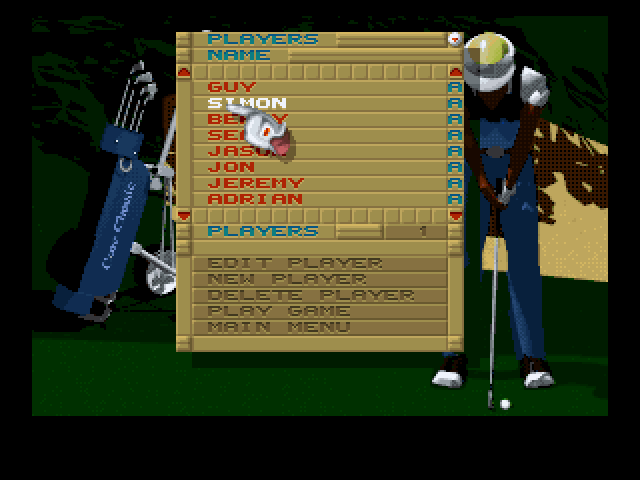 PLAYERS
NAME
GUY A
SIMON A
A
A
A
JON A
JEREMY A
ADRIAN A
PLAYERS 1
EDIT PLAYER
NEW PLAYER
DELETE PLAYER
PLAY GAME
MAIN MENU